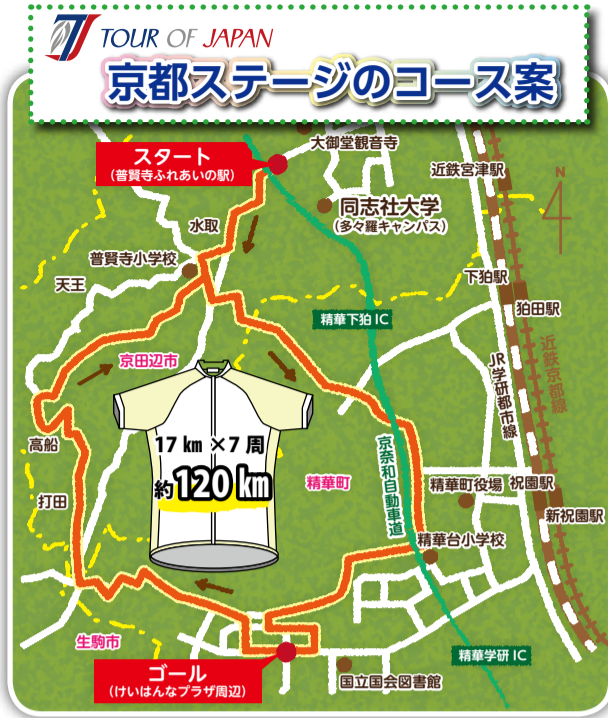 TOUR OF JAPAN
京都ステージのコース案
大御堂観音寺
スタート
(普賢寺ふれあいの駅)
近鉄宮津駅
N
同志社大学
(多々羅キャンパス)
水取
普賢寺小学校
天王
下狛駅
狛田駅
精華下狛 IC
近鉄京都線
JR学研都市線
京田辺市
17 km ×7 周
約120 km
高船
打田
精華町
京奈和自動車道
精華町役場
祝園駅
新祝園駅
精華台小学校
生駒市
ゴール
(けいはんなプラザ周辺)
国立国会図書館
精華学研 IC